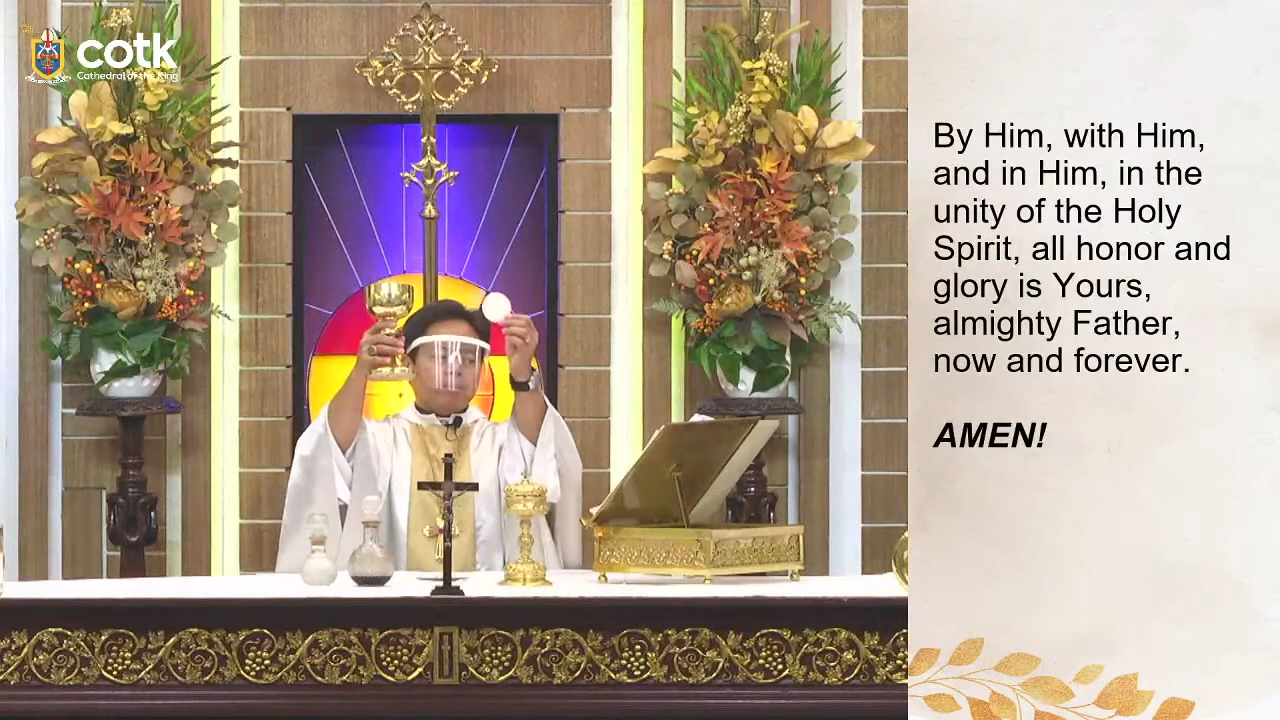 cotk
Cathedral of the King
By Him, with Him,
and in Him, in the
unity of the Holy
Spirit, all honor and
glory is Yours,
almighty Father,
now and forever.
AMEN!